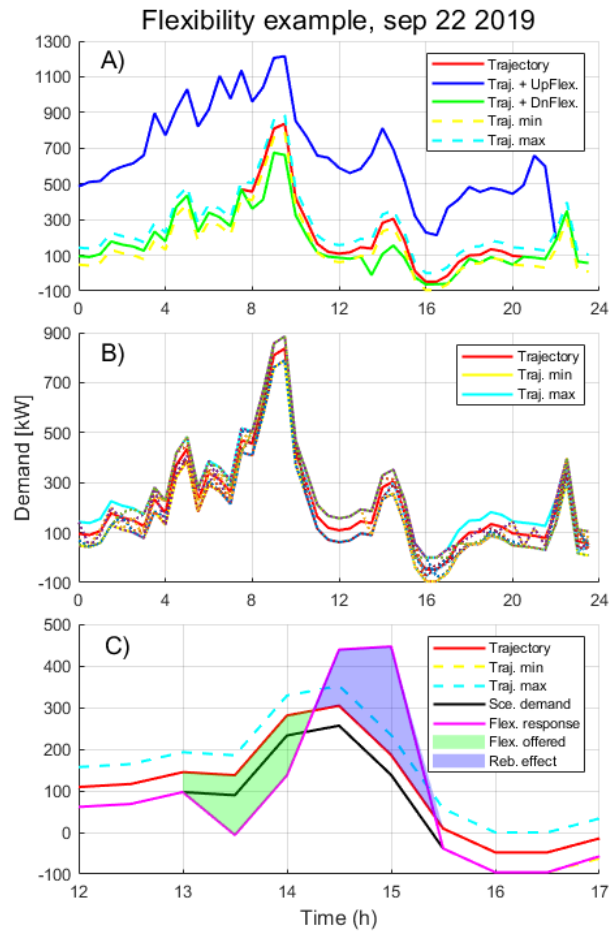 Flexibility example, sep 22 2019
A)
1300
1100
900
700
500
300
100
-100
0
4
8
12
16
20
24
Trajectory
Traj. + UpFlex.
Traj. + DnFlex.
Traj. min
Traj. max
B)
Demand [kW]
900
700
500
300
100
-100
0
4
8
12
16
20
24
Trajectory
Traj. min
Traj. max
C)
500
400
300
200
100
0
-100
12
13
14
15
16
17
Trajectory
Traj. min
Traj. max
Sce. demand
Flex. response
Flex. offered
Reb. effect
Time (h)